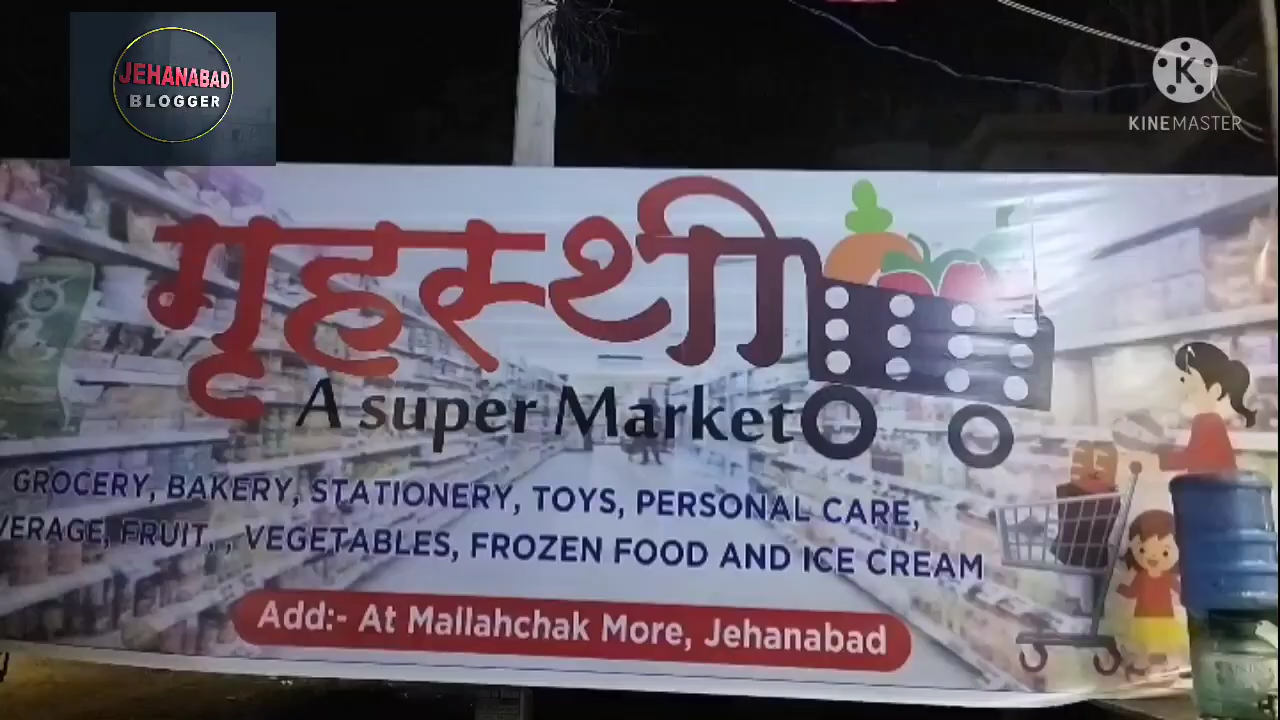 JEHANABAD
BLOGGER
K
KINEMASTER
गृहस्थी
A super Market
GROCERY, BAKERY, STATIONERY, TOYS, PERSONAL CARE,
VERAGE, FRUIT, , VEGETABLES, FROZEN FOOD AND ICE CREAM
Add:- At Mallahchak More, Jehanabad